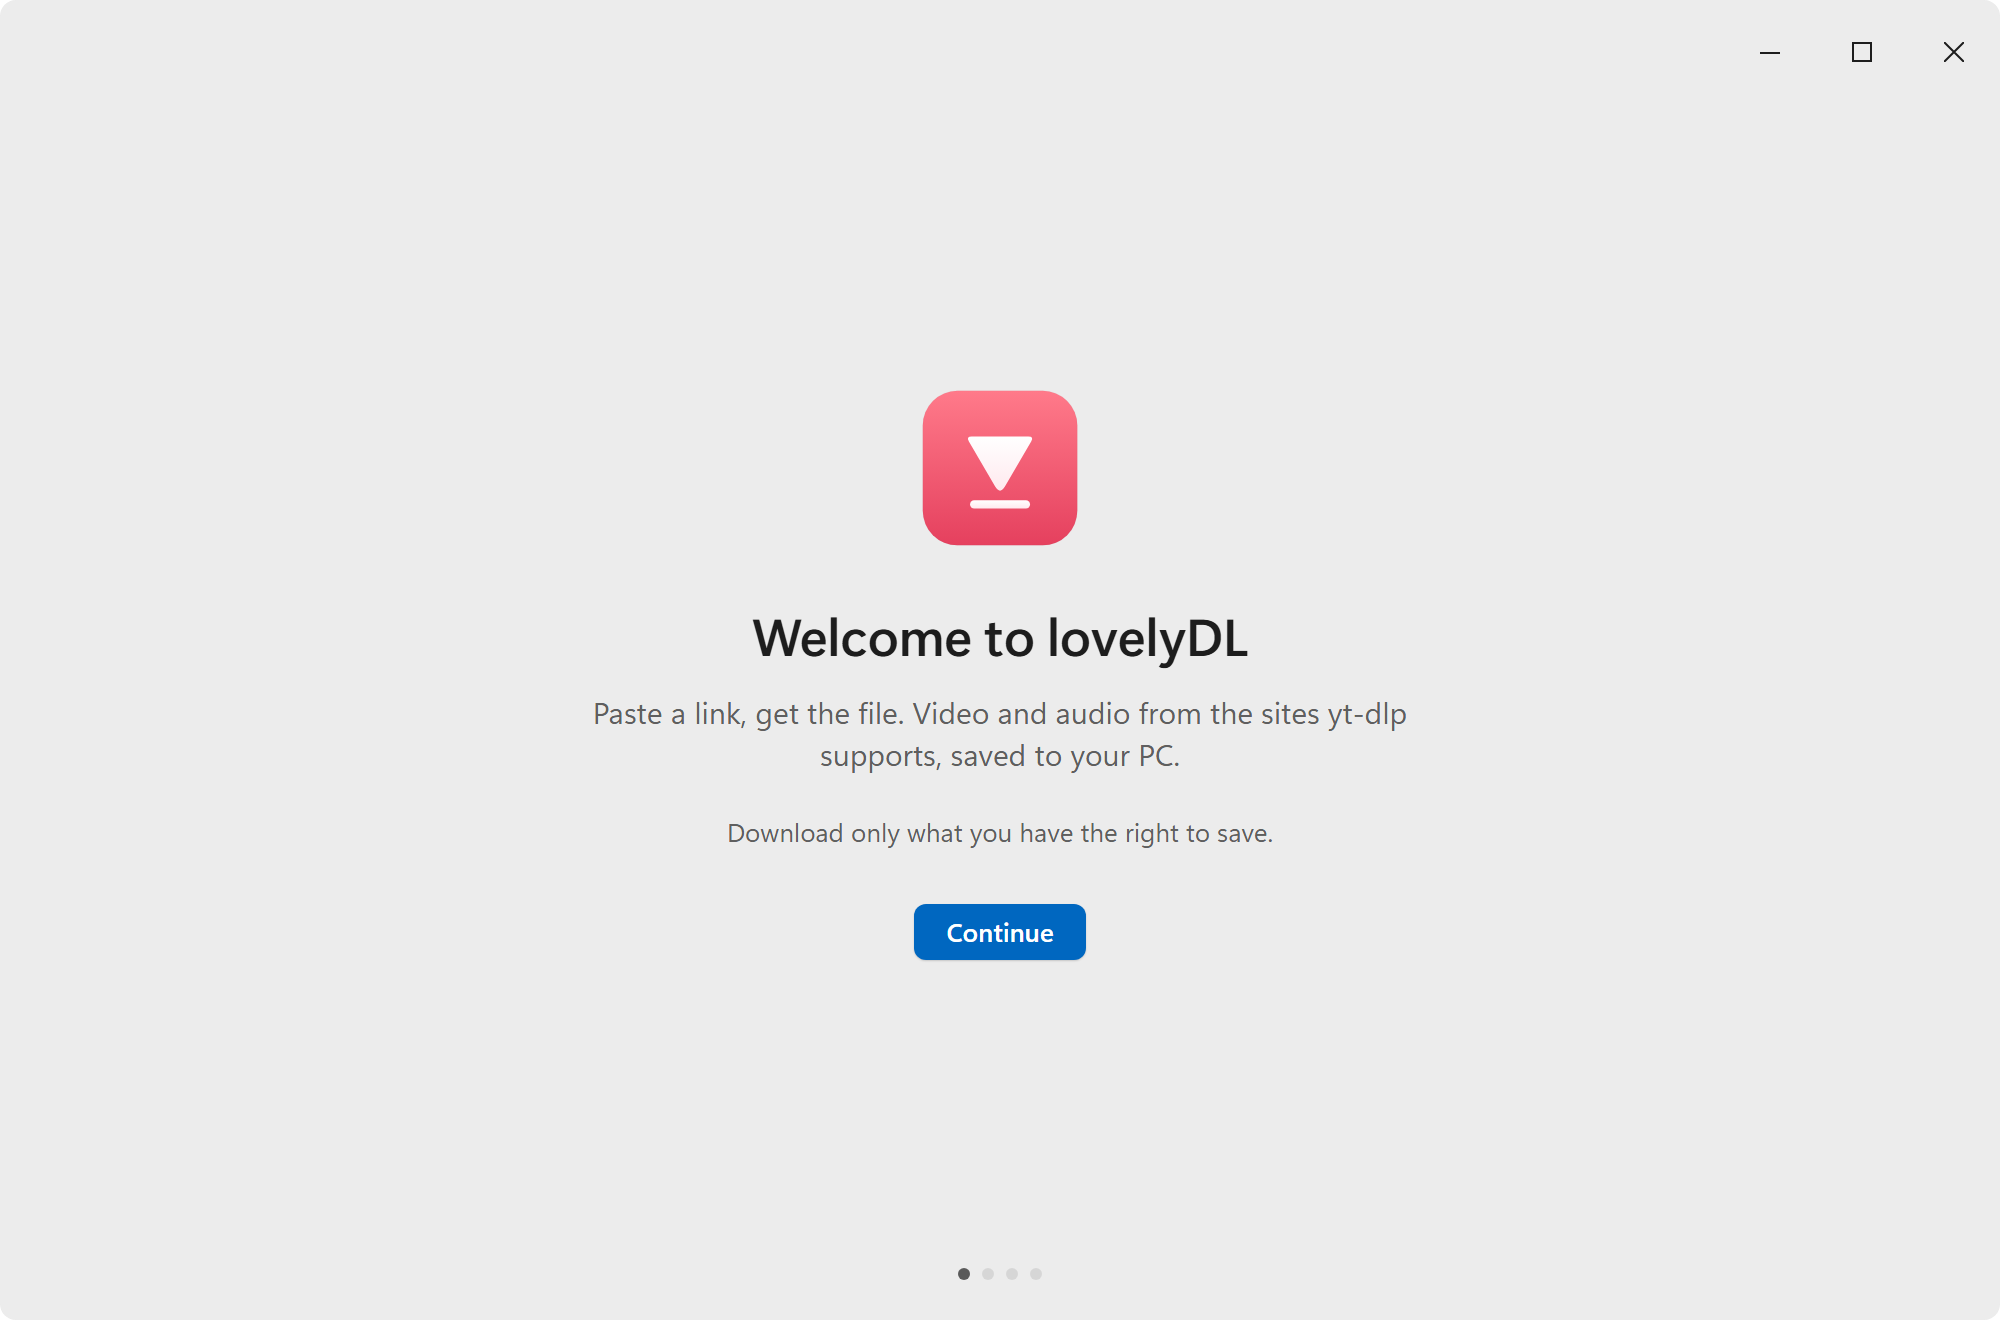 Welcome to lovelyDL
Paste a link, get the file. Video and audio from the sites yt-dlp
supports, saved to your PC.
Download only what you have the right to save.
Continue